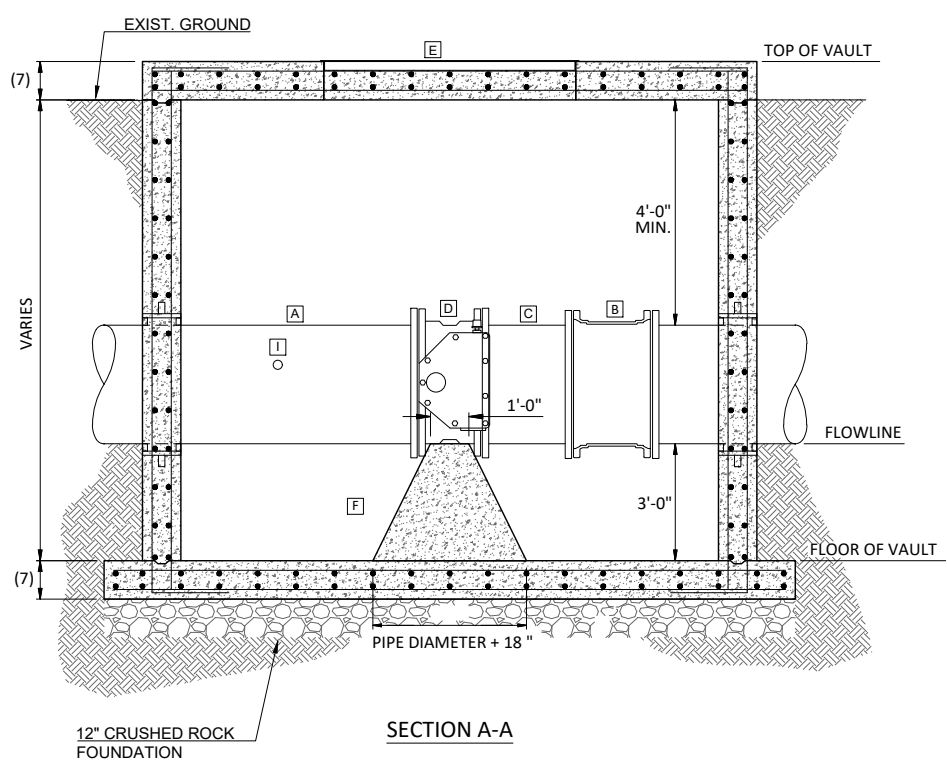 EXIST. GROUND
E
TOP OF VAULT
(7)
4'-0"
MIN.
VARIES
A
D
C
B
I
1'-0"
FLOWLINE
F
3'-0"
FLOOR OF VAULT
(7)
PIPE DIAMETER + 18 "
12" CRUSHED ROCK
FOUNDATION
SECTION A-A